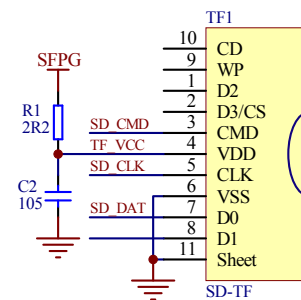 TF1
SFPG
R1
2R2
C2
105
SD_CMD
TF_VCC
SD_CLK
SD_DAT
10 CD
9 WP
1 D2
2 D3/CS
3 CMD
4 VDD
5 CLK
6 VSS
7 D0
8 D1
11 Sheet
SD-TF